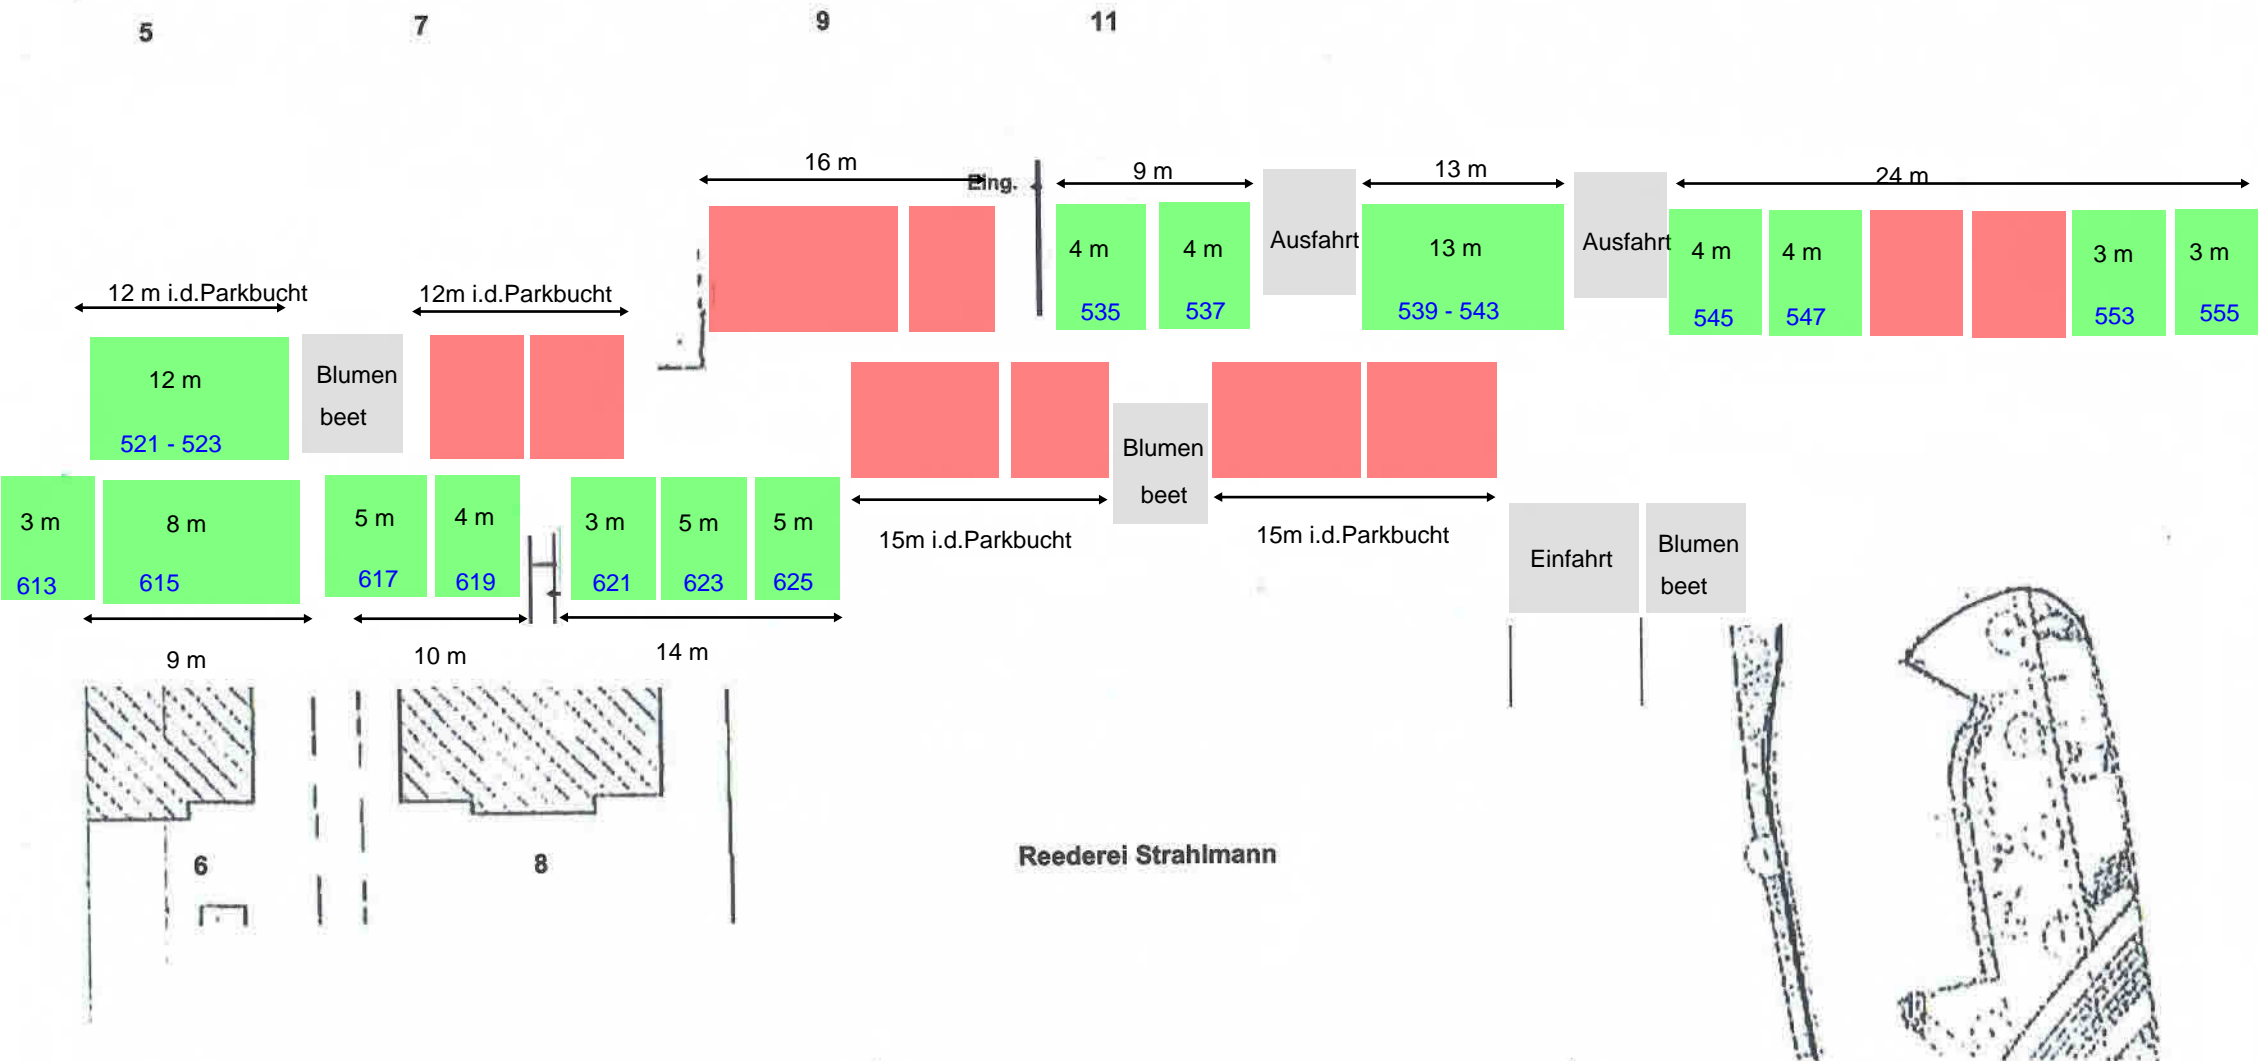 5
7
9
11
16 m
Eing.
9 m
13 m
24 m
4 m
4 m
Ausfahrt
13 m
Ausfahrt
4 m
4 m
3 m
3 m
535
537
539 - 543
545
547
553
555
12 m i.d.Parkbucht
12m i.d.Parkbucht
12 m
521 - 523
Blumen
beet
Blumen
beet
3 m
8 m
5 m
4 m
3 m
5 m
5 m
613
615
617
619
621
623
625
15m i.d.Parkbucht
15m i.d.Parkbucht
Einfahrt
Blumen
beet
9 m
10 m
14 m
6
8
Reederei Strahlmann